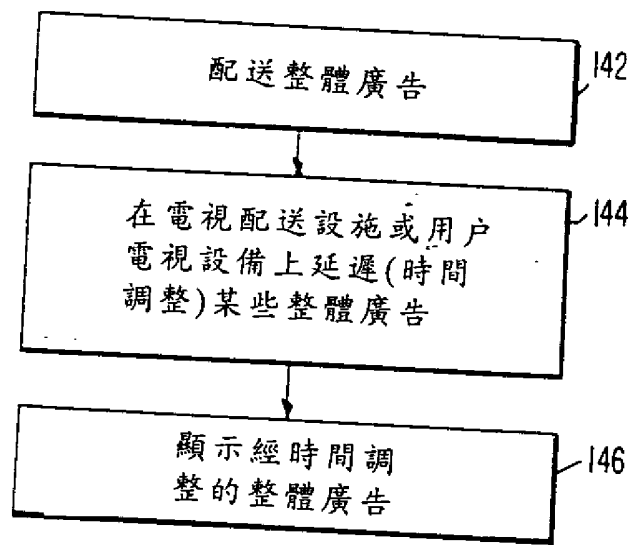 配送整體廣告
142
在電視配送設施或用户
電視設備上延遲(時間
調整)某些整體廣告
144
顯示經時間調
整的整體廣告
146